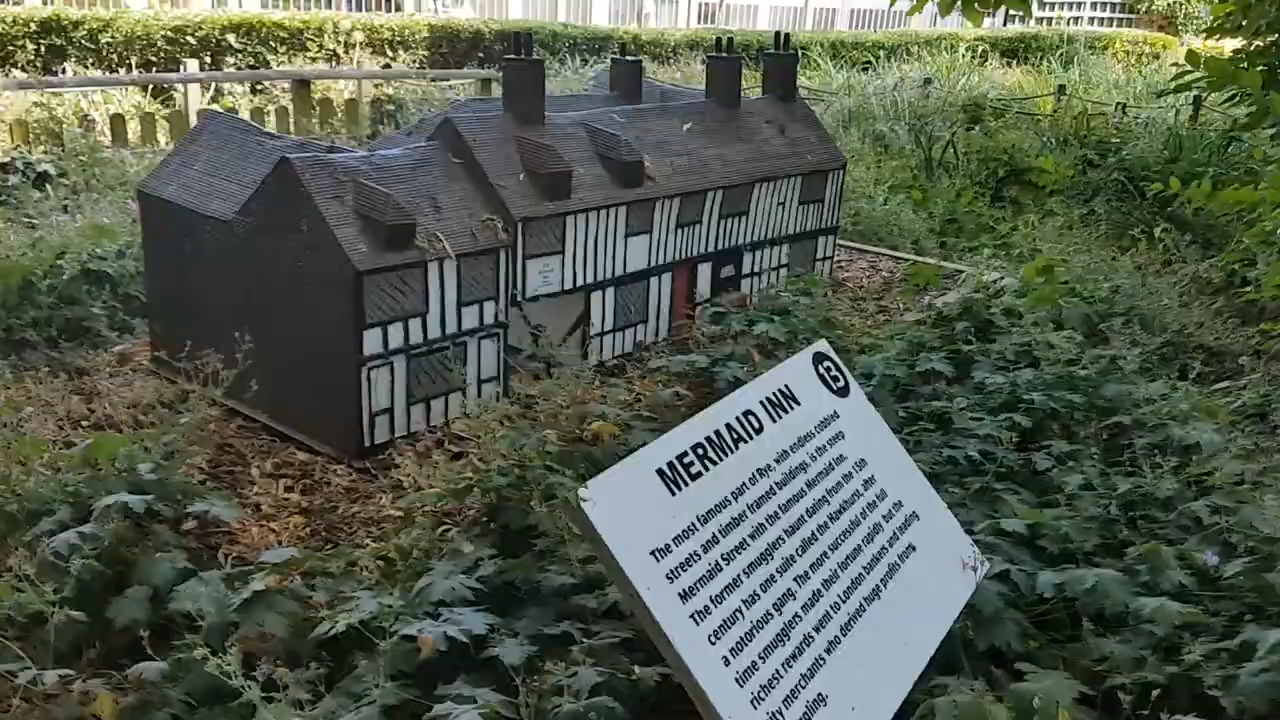 MERMAID INN
13
The most famous part of Rye, with endless cobbled
streets and timber framed buildings, is the steep
Mermaid Street with the famous Mermaid Inn.
The former smugglers haunt dating from the 15th
century has one suite called the Hawkhurst, after
a notorious gang. The more successful of the full
time smugglers made their fortune rapidly but the
richest rewards went to London bankers and leading
merchants who derived huge profits from